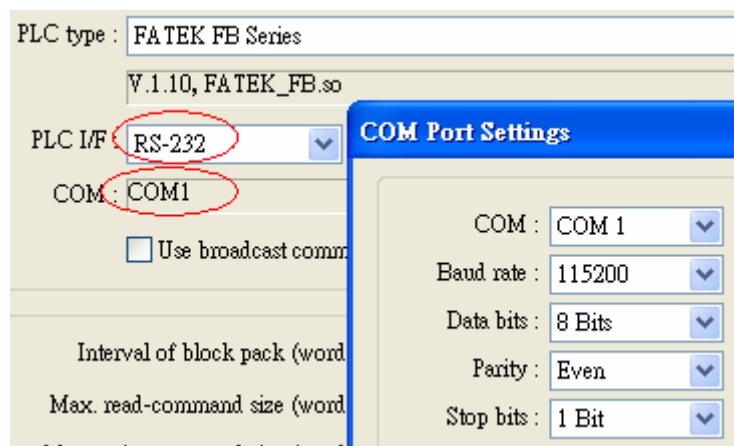 PLC type : FATEK FB Series
V.1.10, FATEK_FB.so
PLC I/F : RS-232
COM : COM1
Use broadcast comm
Interval of block pack (word
Max. read-command size (word
COM Port Settings
COM : COM 1
Baud rate : 115200
Data bits : 8 Bits
Parity : Even
Stop bits : 1 Bit